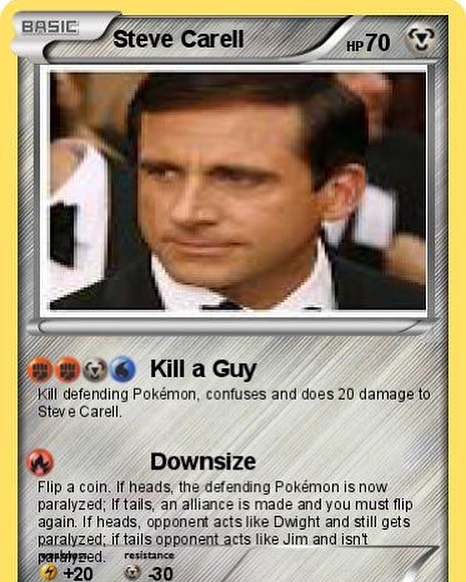 BASIC Steve Carell HP70
Kill a Guy
Kill defending Pokémon, confuses and does 20 damage to
Steve Carell.
Downsize
Flip a coin. If heads, the defending Pokémon is now
paralyzed; If tails, an alliance is made and you must flip
again. If heads, opponent acts like Dwight and still gets
paralyzed; if tails opponent acts like Jim and isn't
paralyzed.
weakness resistance
+20 -30